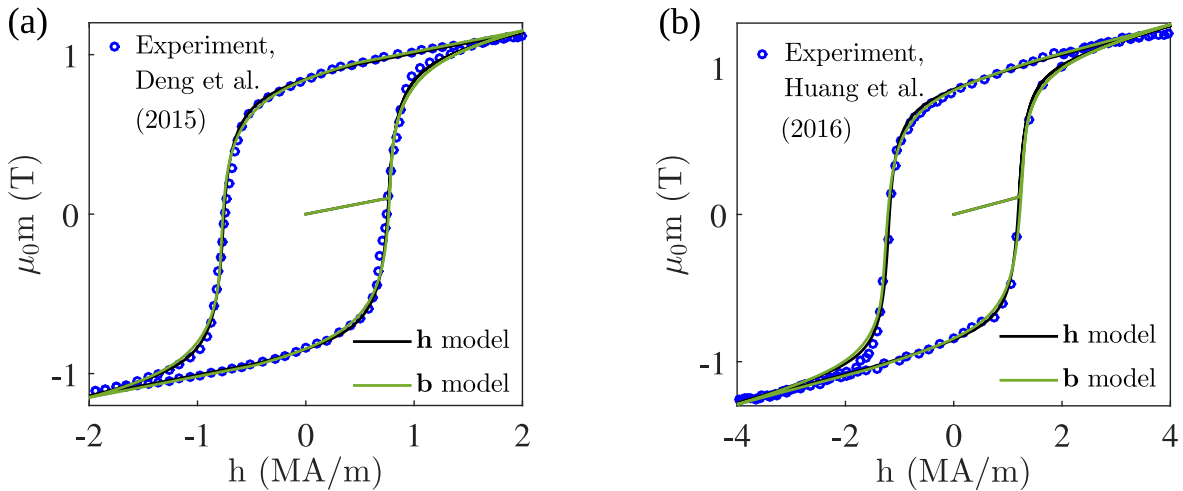 (a)
Experiment,
Deng et al.
(2015)
1
0
-1
μ₀m (T)
h model
b model
-2 -1 0 1 2
h (MA/m)
(b)
Experiment,
Huang et al.
(2016)
1
0
-1
μ₀m (T)
h model
b model
-4 -2 0 2 4
h (MA/m)